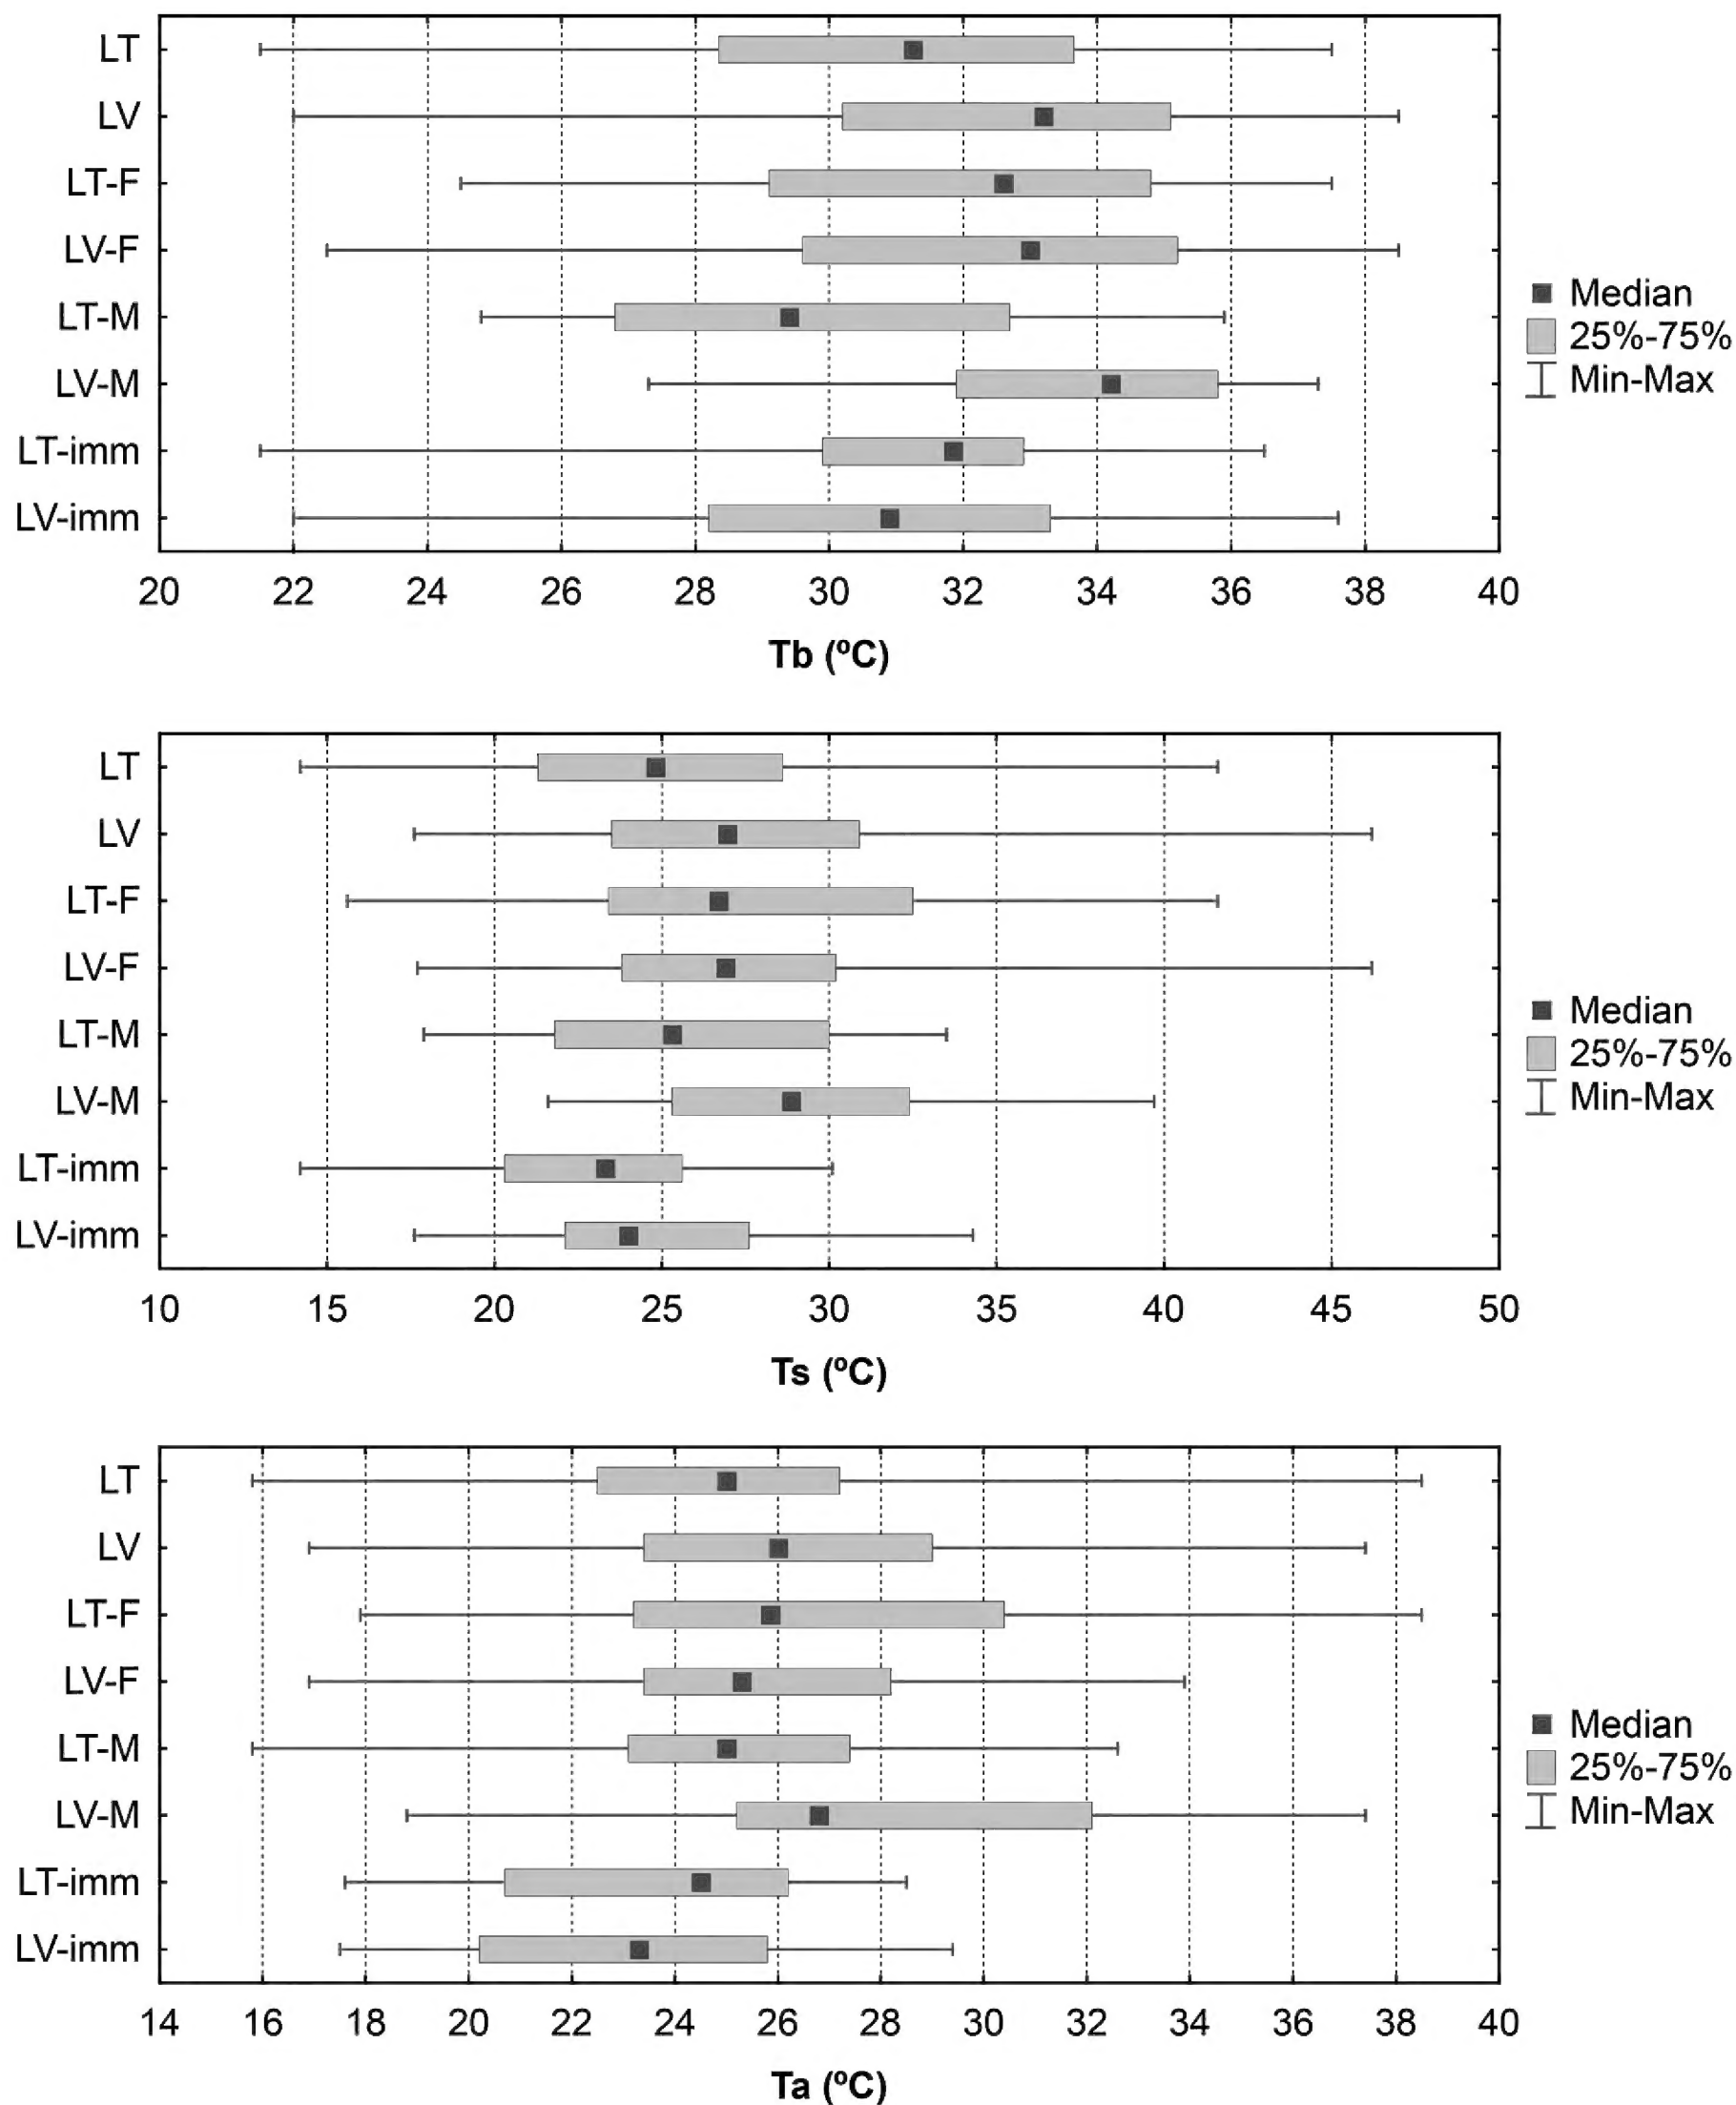 LT
LV
LT-F
LV-F
LT-M
LV-M
LT-imm
LV-imm
20 22 24 26 28 30 32 34 36 38 40
Tb (ºC)
Median
25%-75%
Min-Max
LT
LV
LT-F
LV-F
LT-M
LV-M
LT-imm
LV-imm
10 15 20 25 30 35 40 45 50
Ts (ºC)
Median
25%-75%
Min-Max
LT
LV
LT-F
LV-F
LT-M
LV-M
LT-imm
LV-imm
14 16 18 20 22 24 26 28 30 32 34 36 38 40
Ta (ºC)
Median
25%-75%
Min-Max